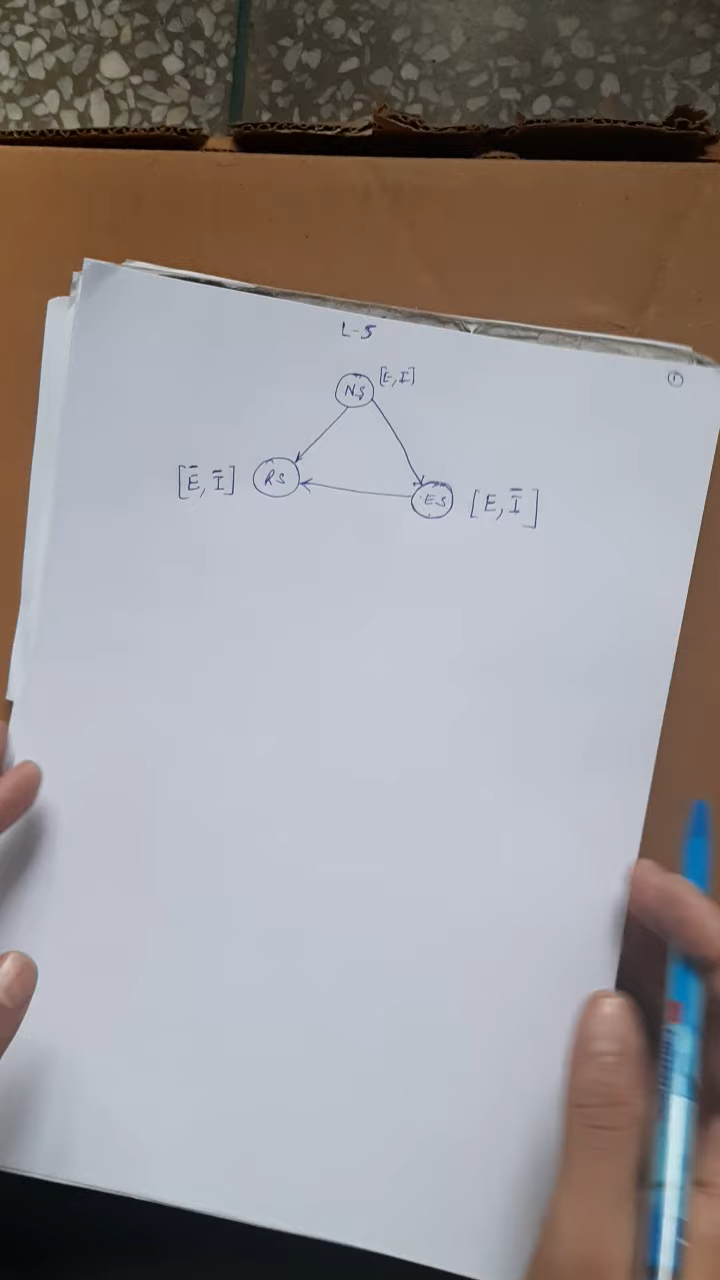 L-5
①
NS [E, I]
[Ē, Ī] RS
ES [E, Ī]